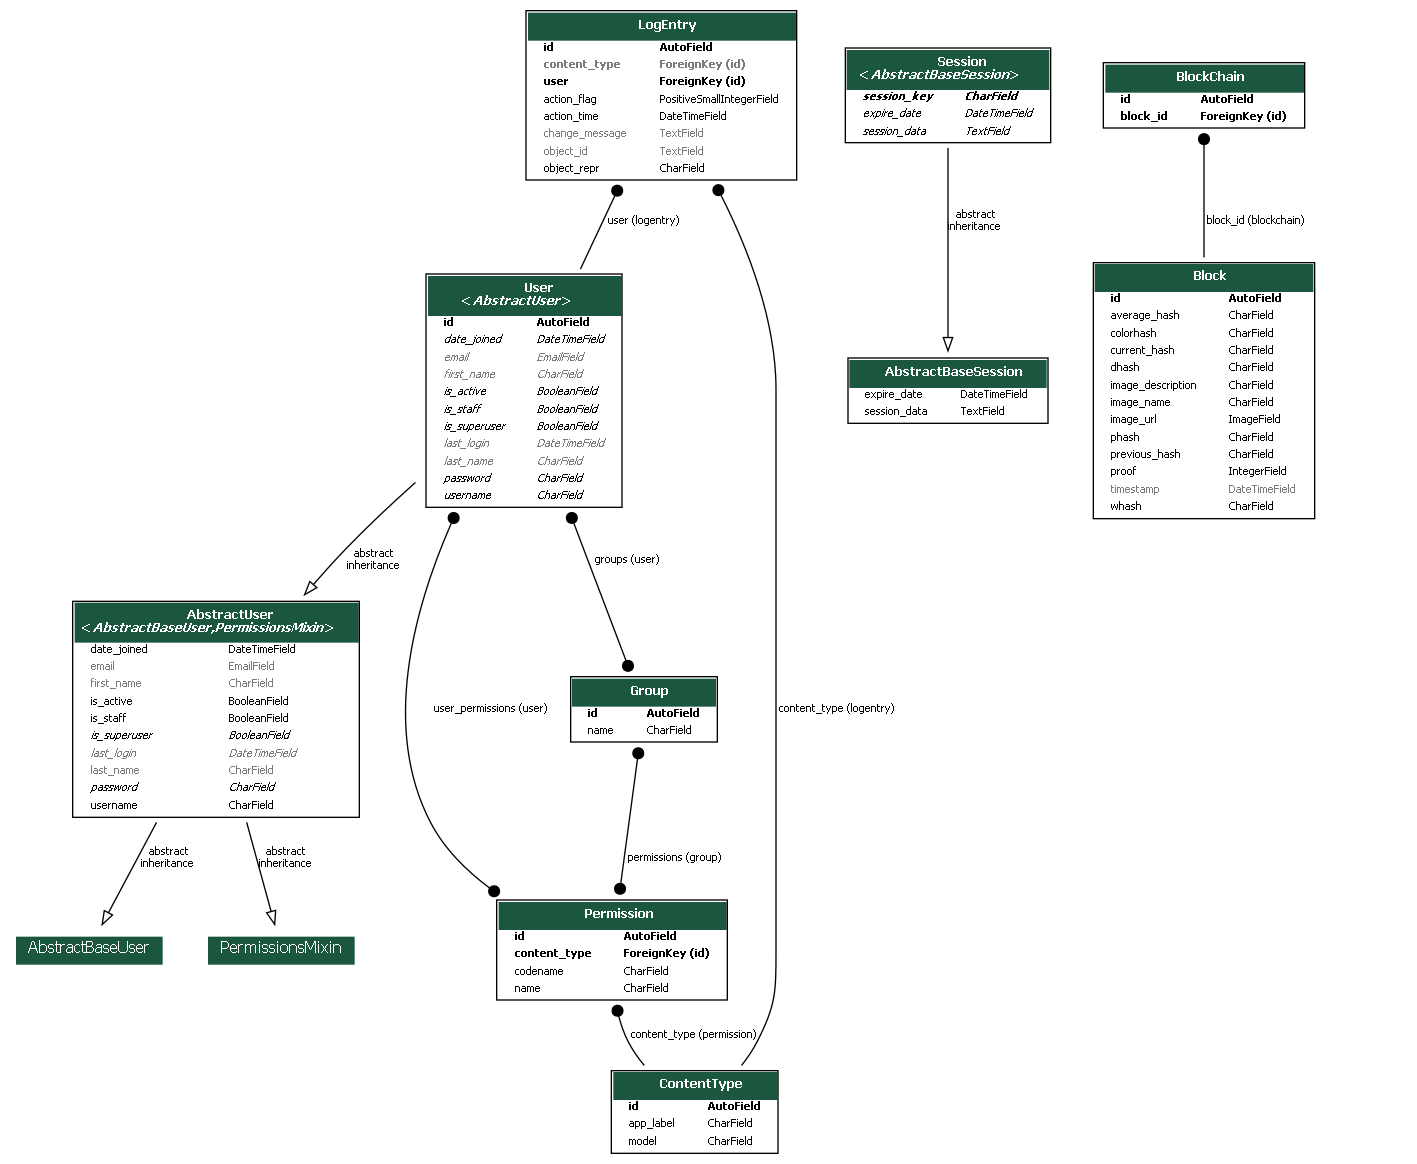 LogEntry
id AutoField
content_type ForeignKey (id)
user ForeignKey (id)
action_flag PositiveSmallIntegerField
action_time DateTimeField
change_message TextField
object_id TextField
object_repr CharField
Session
<AbstractBaseSession>
session_key CharField
expire_date DateTimeField
session_data TextField
BlockChain
id AutoField
block_id ForeignKey (id)
user (logentry)
abstract
inheritance
block_id (blockchain)
User
<AbstractUser>
id AutoField
date_joined DateTimeField
email EmailField
first_name CharField
is_active BooleanField
is_staff BooleanField
is_superuser BooleanField
last_login DateTimeField
last_name CharField
password CharField
username CharField
AbstractBaseSession
expire_date DateTimeField
session_data TextField
Block
id AutoField
average_hash CharField
colorhash CharField
current_hash CharField
dhash CharField
image_description CharField
image_name CharField
image_url ImageField
phash CharField
previous_hash CharField
proof IntegerField
timestamp DateTimeField
whash CharField
abstract
inheritance
groups (user)
AbstractUser
<AbstractBaseUser,PermissionsMixin>
date_joined DateTimeField
email EmailField
first_name CharField
is_active BooleanField
is_staff BooleanField
is_superuser BooleanField
last_login DateTimeField
last_name CharField
password CharField
username CharField
user_permissions (user)
Group
id AutoField
name CharField
content_type (logentry)
abstract
inheritance
abstract
inheritance
permissions (group)
AbstractBaseUser
PermissionsMixin
Permission
id AutoField
content_type ForeignKey (id)
codename CharField
name CharField
content_type (permission)
ContentType
id AutoField
app_label CharField
model CharField